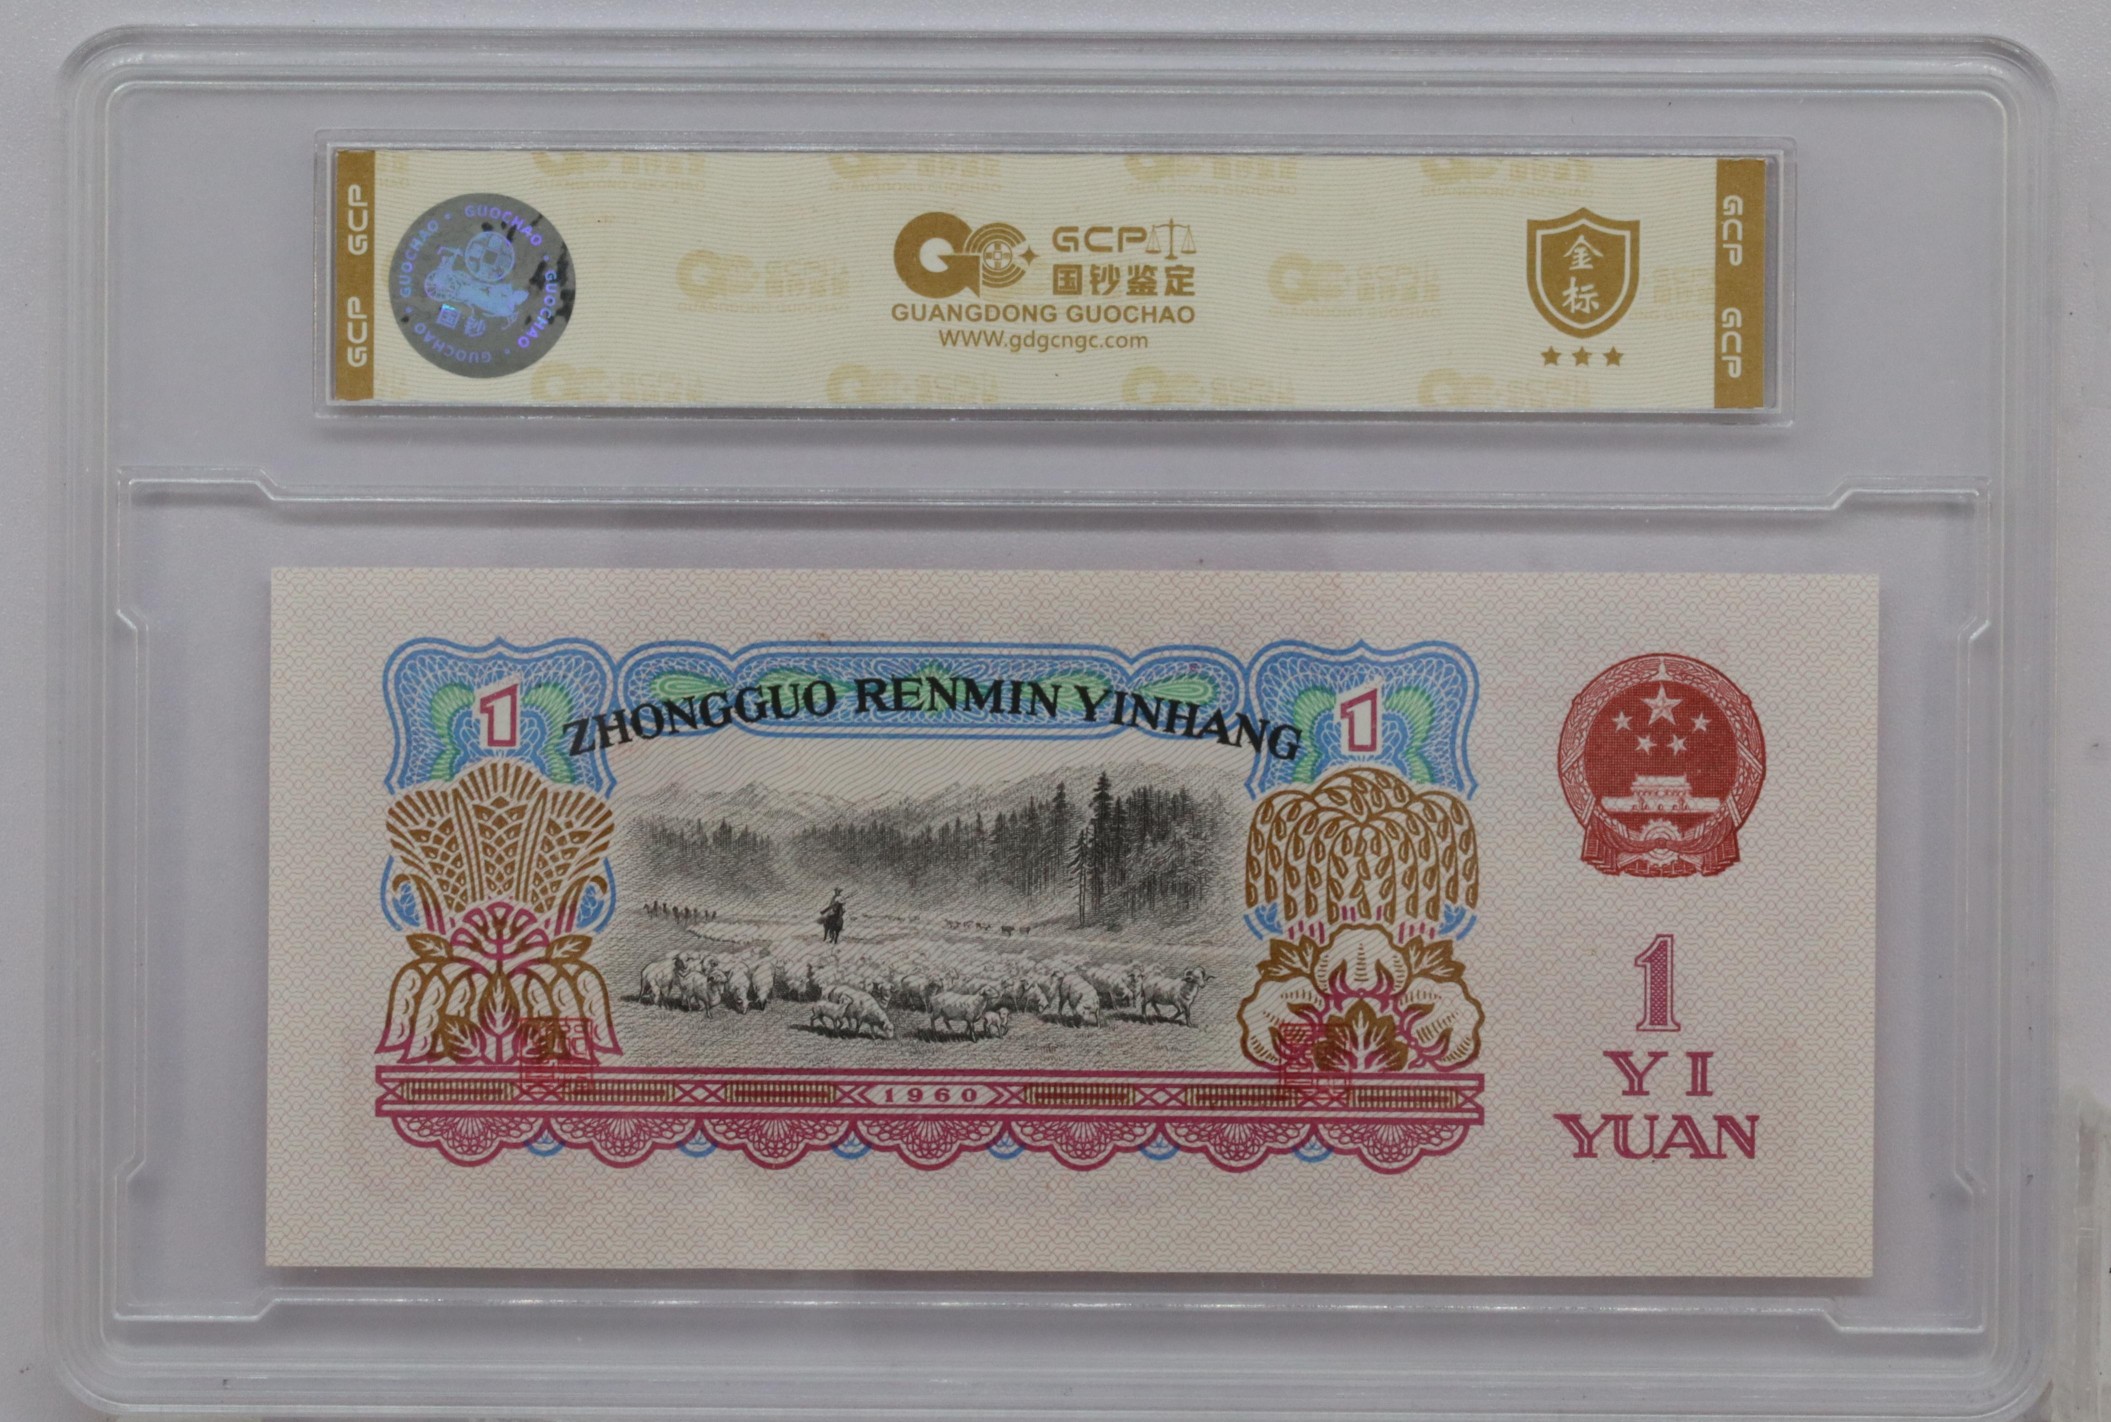 GCP GCP
GUOCHAO · GUOCHAO · GUOCHAO · GUOCHAO
国钞
GCP
国钞鉴定
GUANGDONG GUOCHAO
WWW.gdgcngc.com
金
标
GCP GCP
1
ZHONGGUO RENMIN YINHANG
1
1960
1
YI
YUAN